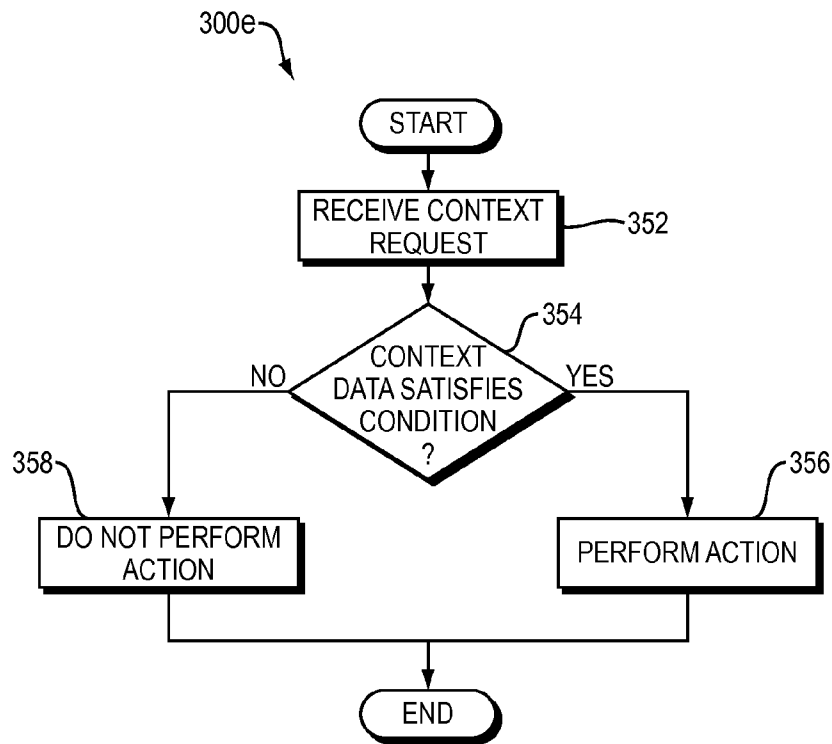 300e
START
RECEIVE CONTEXT
REQUEST
352
354
CONTEXT
DATA SATISFIES
CONDITION
?
NO
YES
358
356
DO NOT PERFORM
ACTION
PERFORM ACTION
END